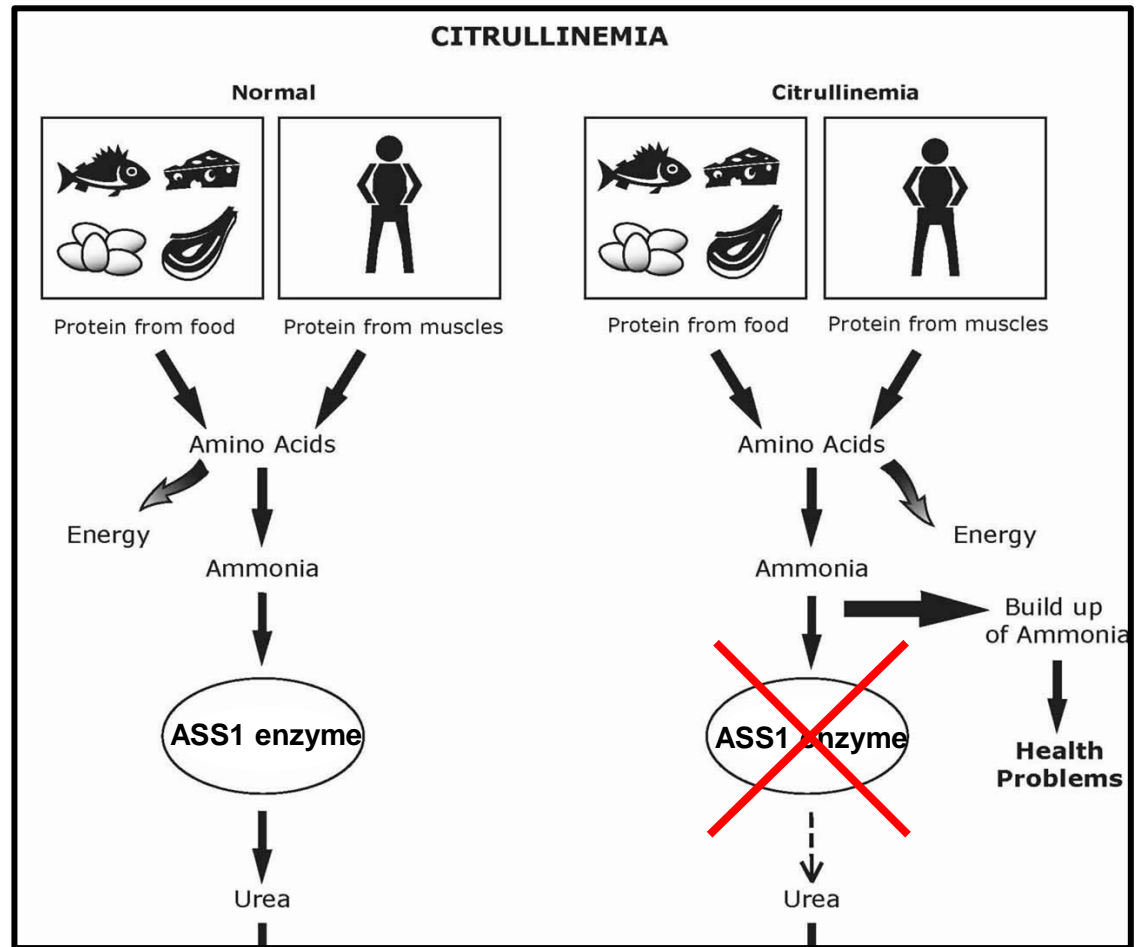 CITRULLINEMIA
Normal
Protein from food
Protein from muscles
Amino Acids
Energy
Ammonia
ASS1 enzyme
Urea
Citrullinemia
Protein from food
Protein from muscles
Amino Acids
Energy
Ammonia
Build up
of Ammonia
ASS1 enzyme
Health
Problems
Urea